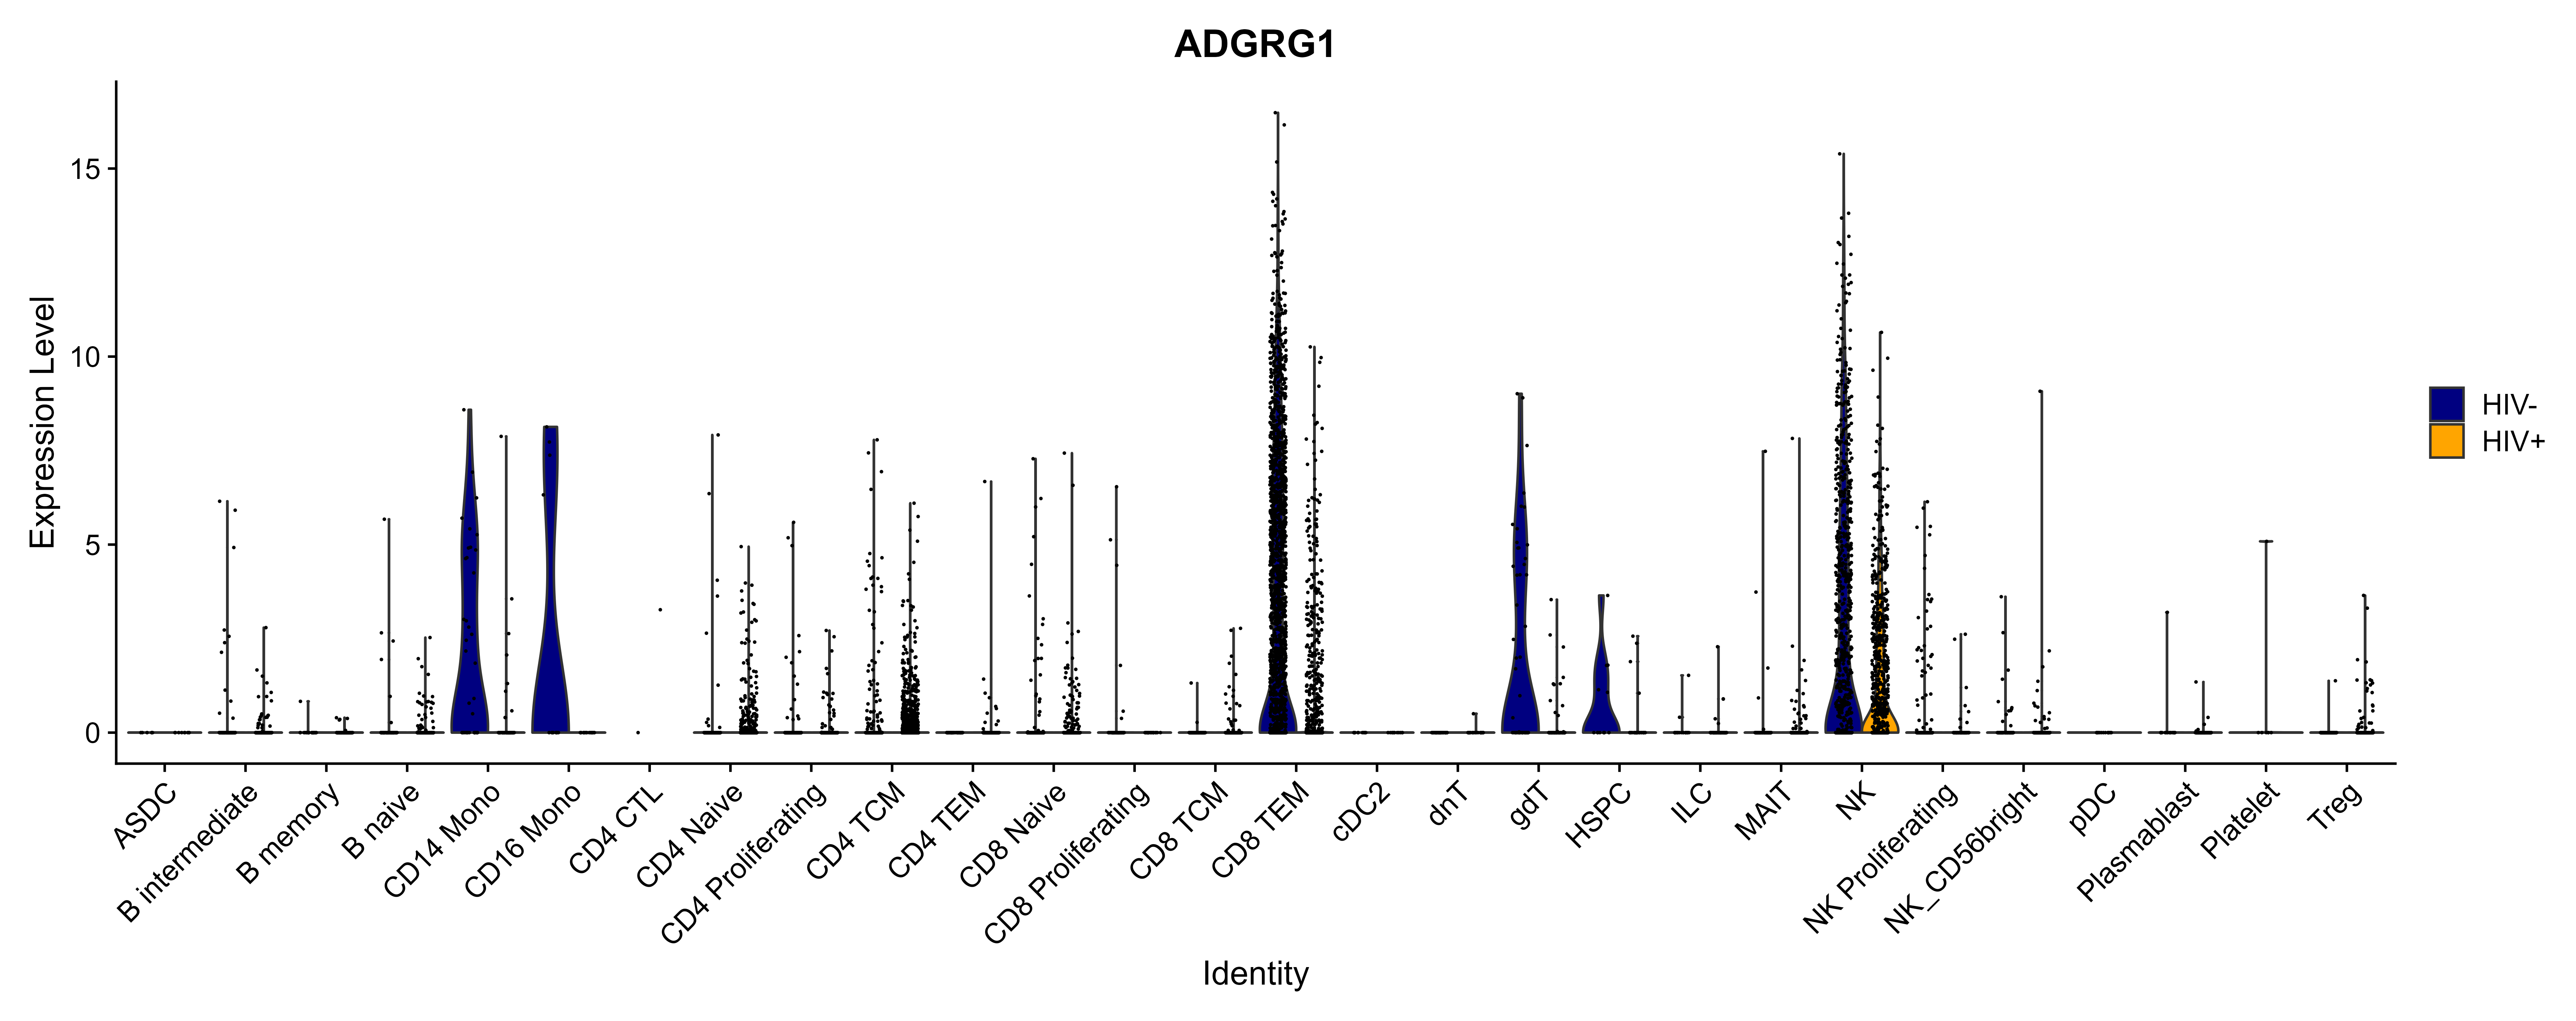 ADGRG1
Expression Level
15
10
5
0
HIV-
HIV+
ASDC
B intermediate
B memory
B naive
CD14 Mono
CD16 Mono
CD4 CTL
CD4 Naive
CD4 Proliferating
CD4 TCM
CD4 TEM
CD8 Naive
CD8 Proliferating
CD8 TCM
CD8 TEM
cDC2
dnT
gdT
HSPC
ILC
MAIT
NK
NK Proliferating
NK_CD56bright
pDC
Plasmablast
Platelet
Treg
Identity